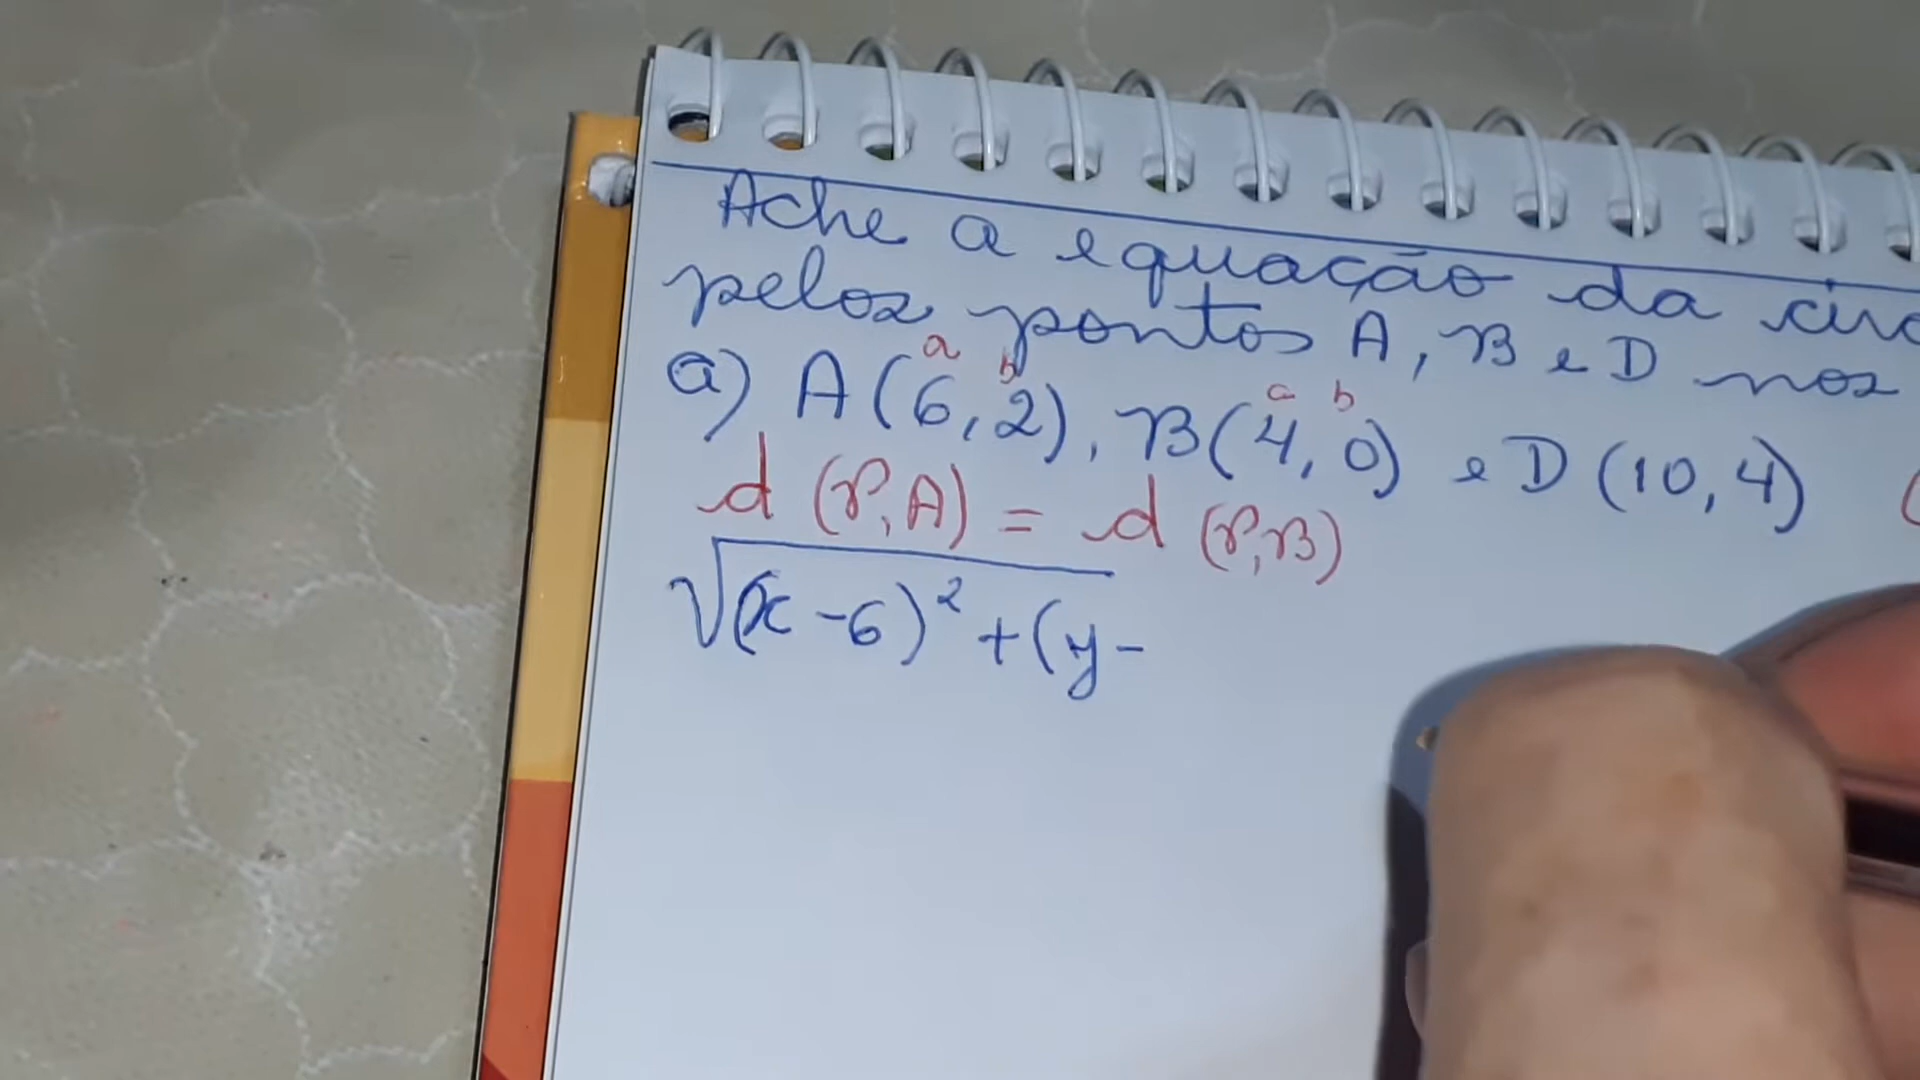 Ache a equação da circ
pelos pontos A, B e D nos
a b a b
a) A(6,2), B(4,0) e D(10,4) (
d (P,A) = d (P,B)
√(x-6)² + (y-